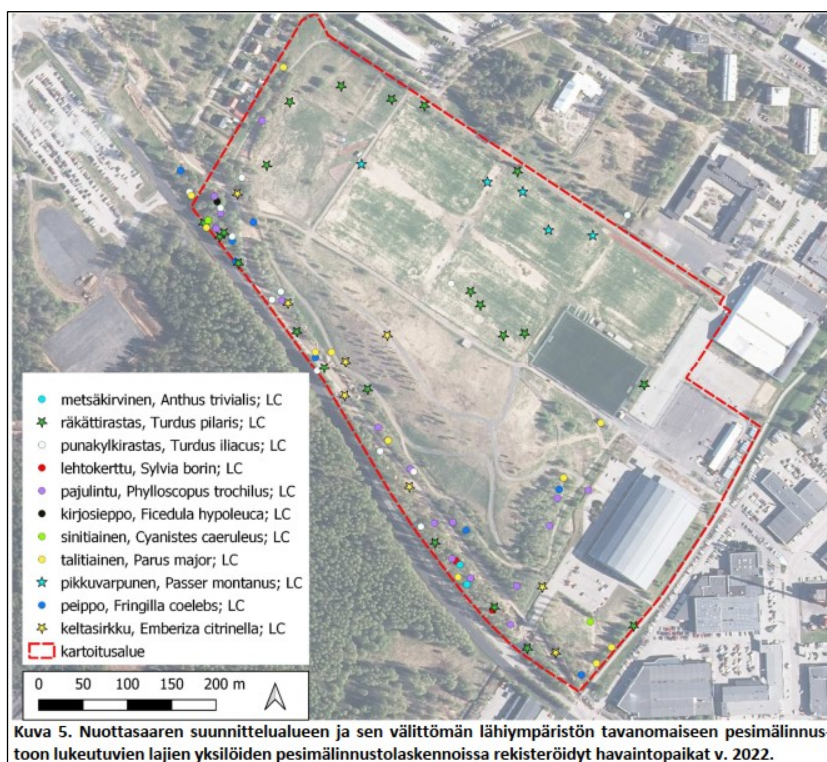 metsäkirvinen, Anthus trivialis; LC
räkättirastas, Turdus pilaris; LC
punakylkirastas, Turdus iliacus; LC
lehtokerttu, Sylvia borin; LC
pajulintu, Phylloscopus trochilus; LC
kirjosieppo, Ficedula hypoleuca; LC
sinitiainen, Cyanistes caeruleus; LC
talitiainen, Parus major; LC
pikkuvarpunen, Passer montanus; LC
peippo, Fringilla coelebs; LC
keltasirkku, Emberiza citrinella; LC
kartoitusalue
0 50 100 150 200 m
Kuva 5. Nuottasaaren suunnittelualueen ja sen välittömän lähiympäristön tavanomaiseen pesimälinnus-
toon lukeutuvien lajien yksilöiden pesimälinnustolaskennoissa rekisteröidyt havaintopaikat v. 2022.